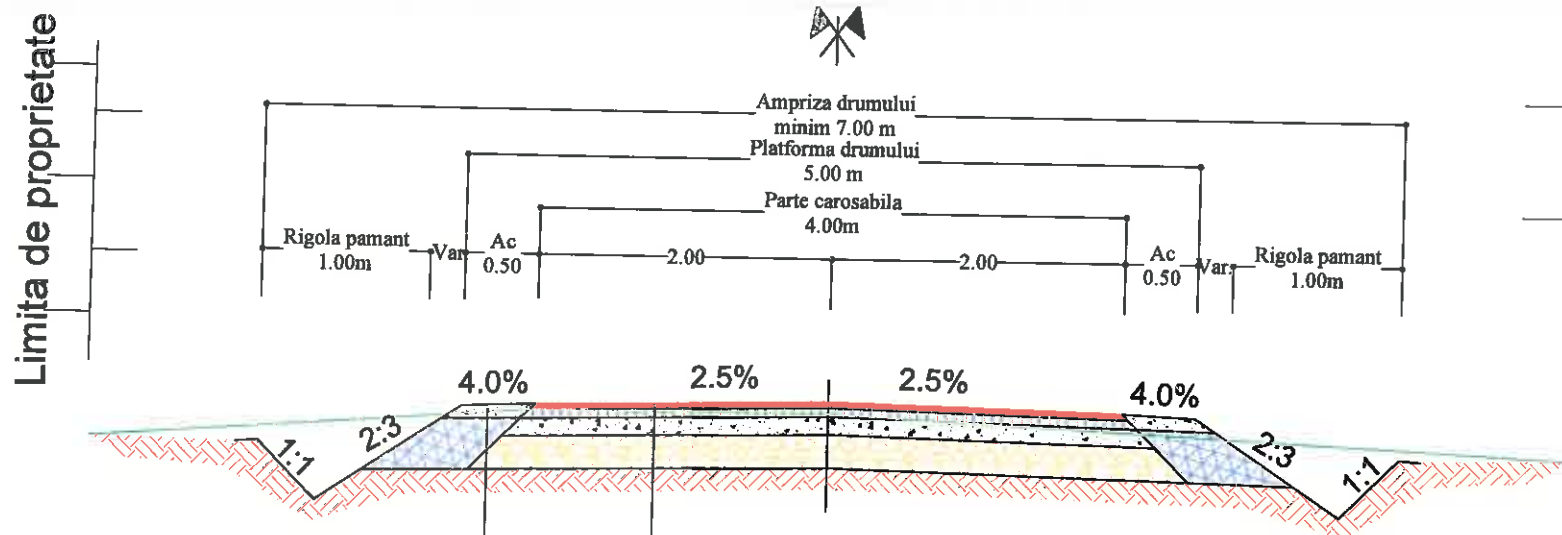 Limita de proprietate
Ampriza drumului
minim 7.00 m
Platforma drumului
5.00 m
Parte carosabila
4.00m
Rigola pamant
1.00m
Var
Ac
0.50
2.00
2.00
Ac
0.50
Var.
Rigola pamant
1.00m
4.0%
2.5%
2.5%
4.0%
1:1
2:3
2:3
1:1